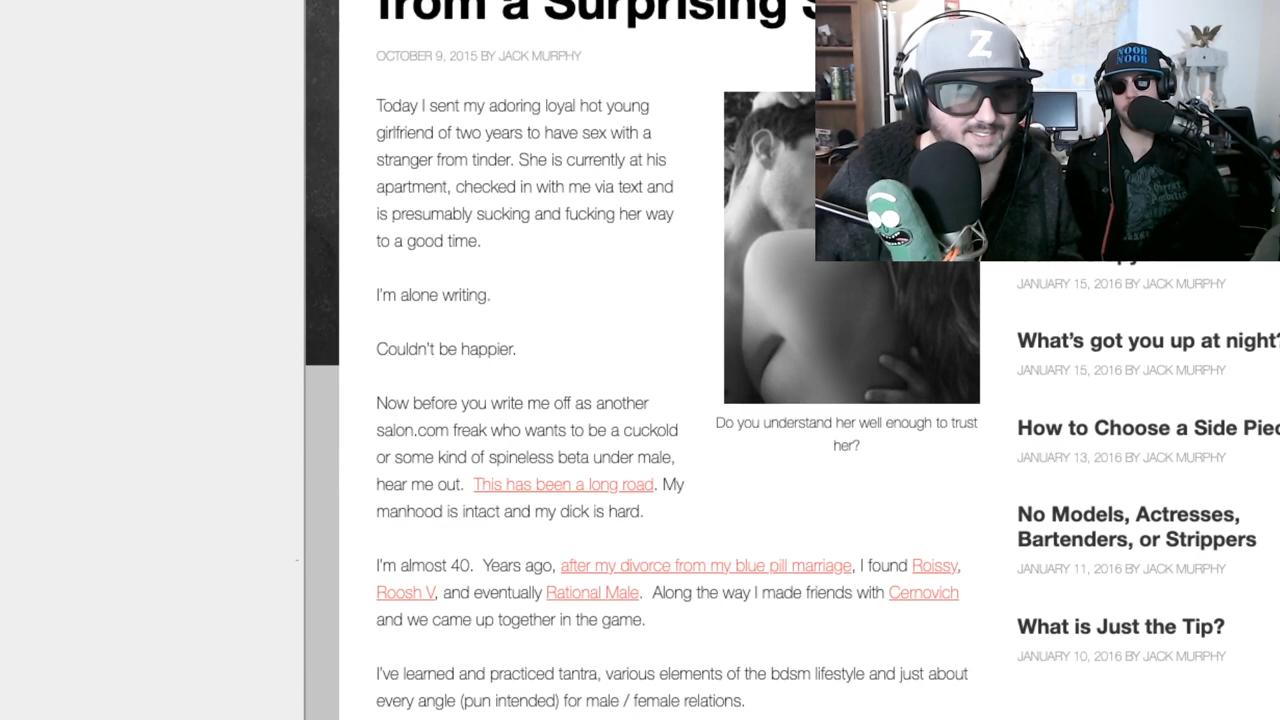 from a Surprising
OCTOBER 9, 2015 BY JACK MURPHY
Today I sent my adoring loyal hot young
girlfriend of two years to have sex with a
stranger from tinder. She is currently at his
apartment, checked in with me via text and
is presumably sucking and fucking her way
to a good time.
I'm alone writing.
Couldn't be happier.
Now before you write me off as another
salon.com freak who wants to be a cuckold
or some kind of spineless beta under male,
hear me out. This has been a long road. My
manhood is intact and my dick is hard.
I'm almost 40. Years ago, after my divorce from my blue pill marriage, I found Roissy,
Roosh V, and eventually Rational Male. Along the way I made friends with Cernovich
and we came up together in the game.
I've learned and practiced tantra, various elements of the bdsm lifestyle and just about
every angle (pun intended) for male / female relations.
Do you understand her well enough to trust
her?
Z
NOOB
NOOB
JANUARY 15, 2016 BY JACK MURPHY
What's got you up at night?
JANUARY 15, 2016 BY JACK MURPHY
How to Choose a Side
JANUARY 13, 2016 BY JACK MURPHY
No Models, Actresses,
Bartenders, or Strippers
JANUARY 11, 2016 BY JACK MURPHY
What is Just the Tip?
JANUARY 10, 2016 BY JACK MURPHY